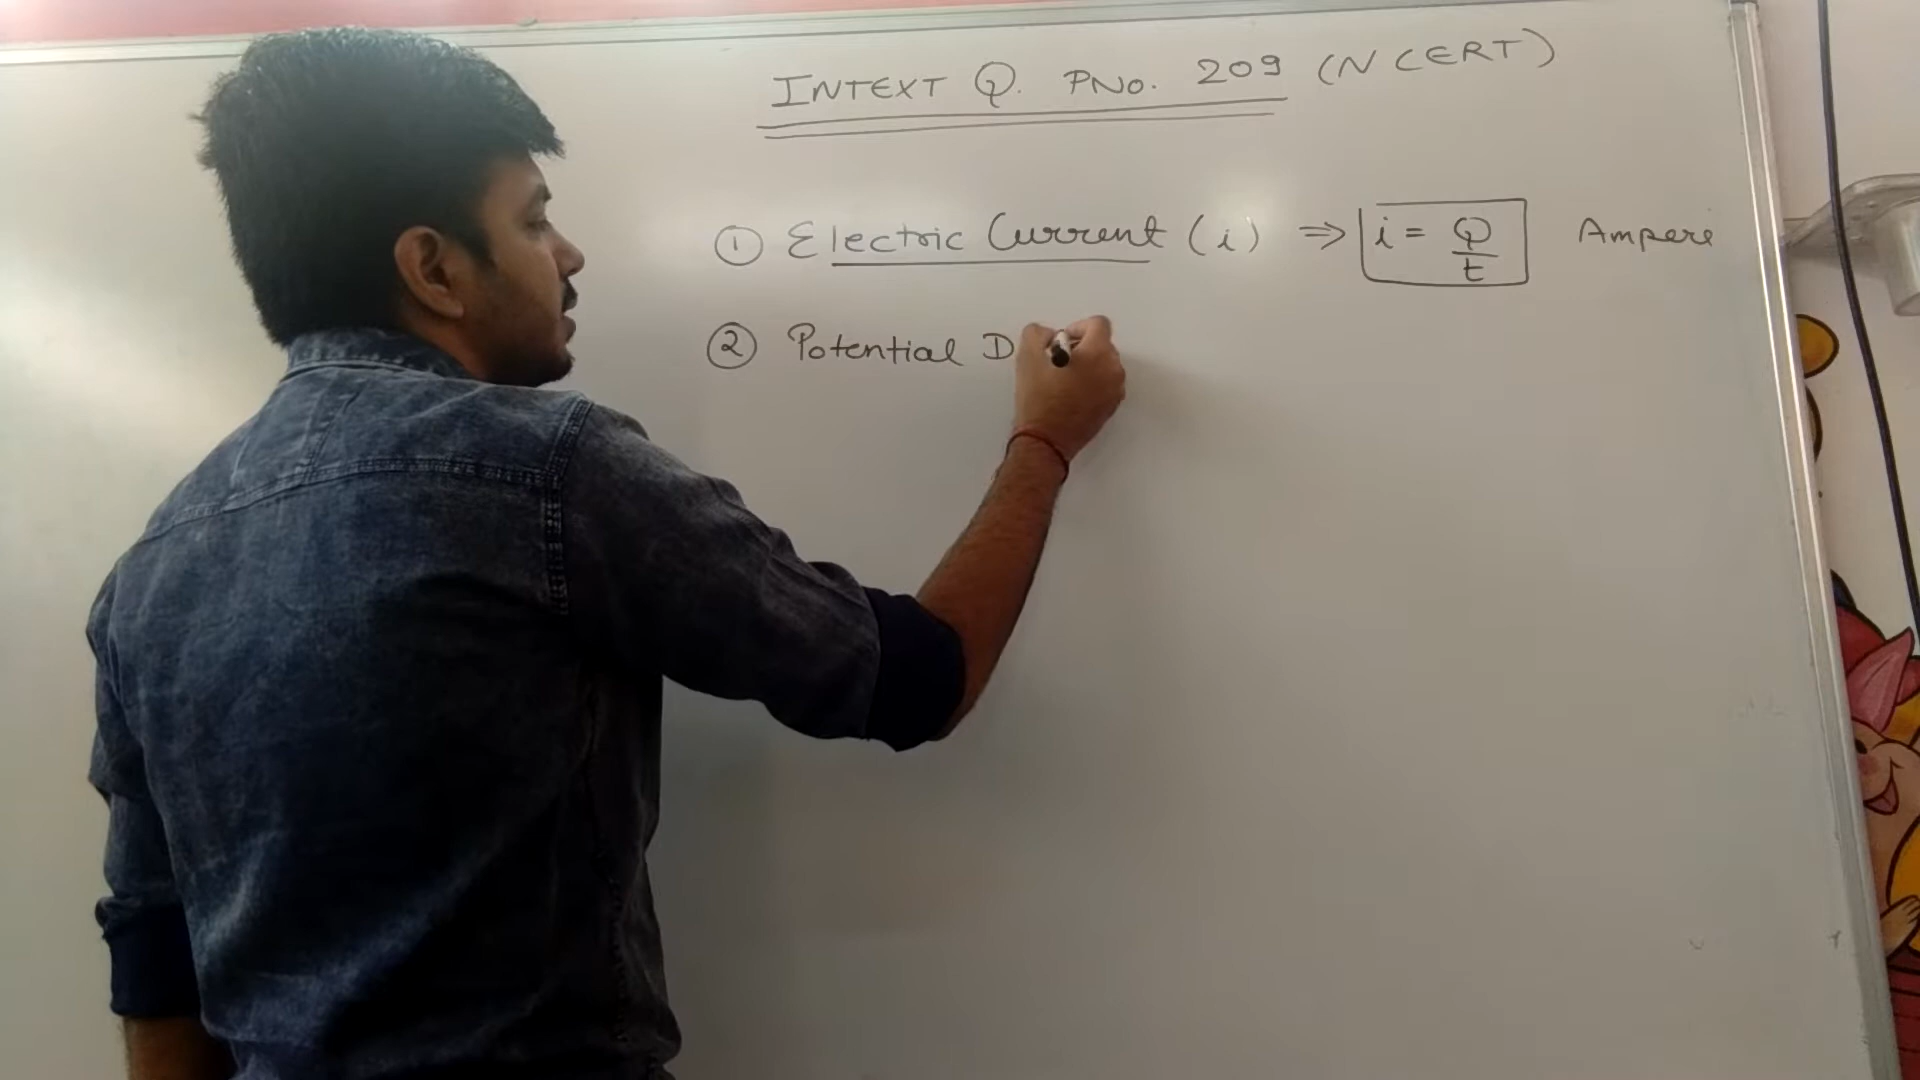 INTEXT Q. PNO. 209 (NCERT)
① Electric Current (i) ⇒ i = Q/t Ampere
② Potential D